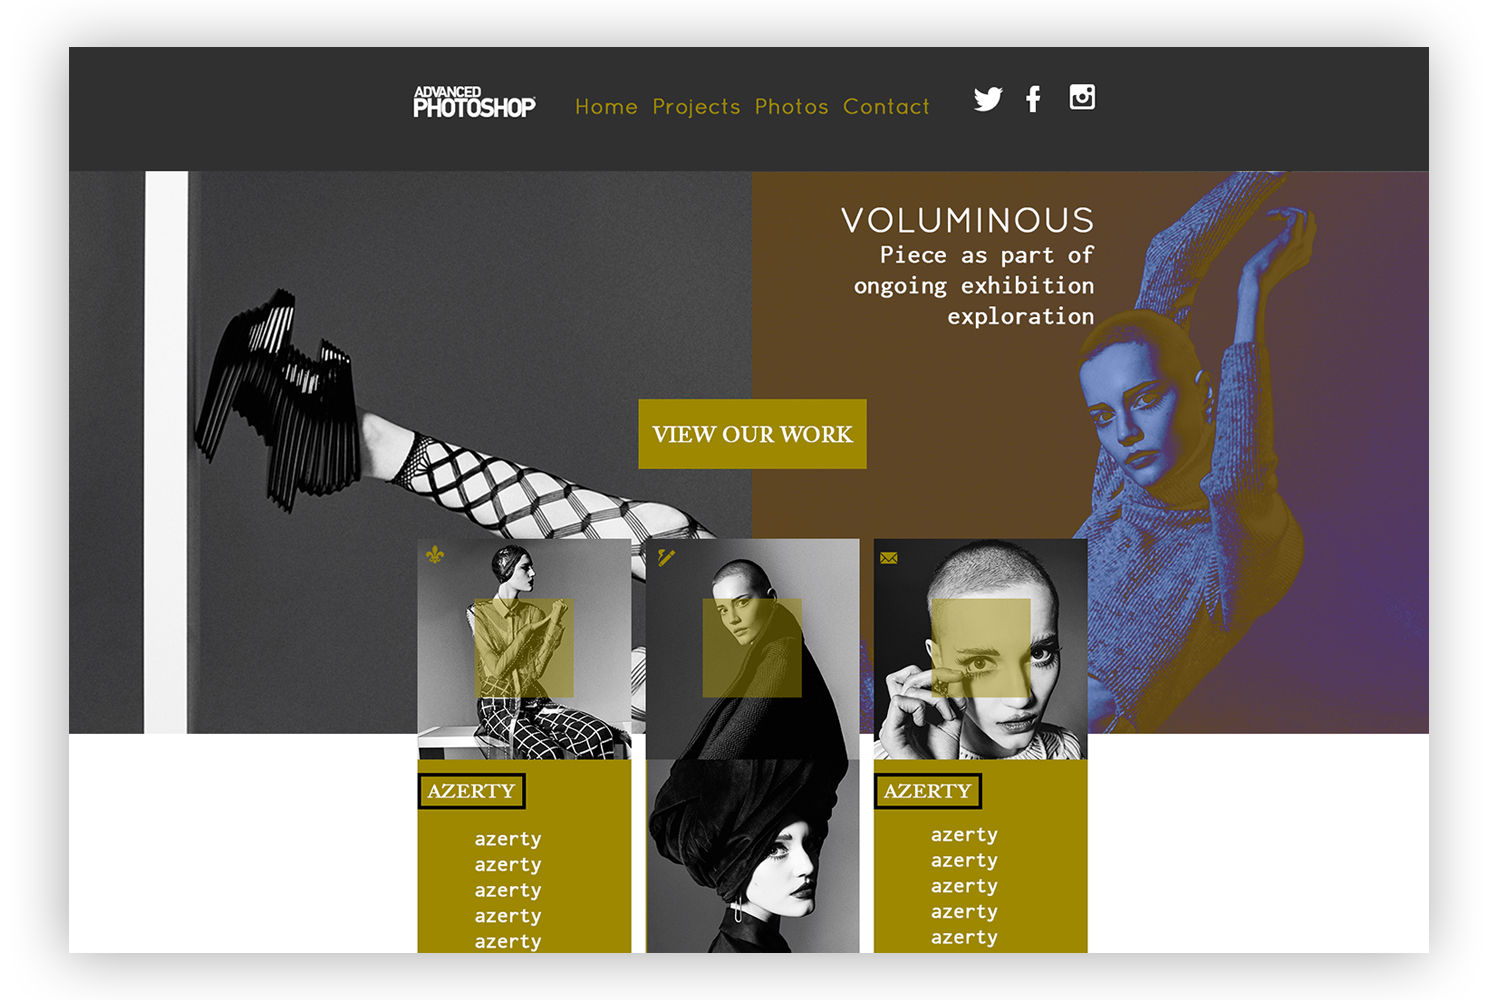 ADVANCED
PHOTOSHOP
Home Projects Photos Contact
VOLUMINOUS
Piece as part of
ongoing exhibition
exploration
VIEW OUR WORK
AZERTY
azerty
azerty
azerty
azerty
azerty
AZERTY
azerty
azerty
azerty
azerty
azerty